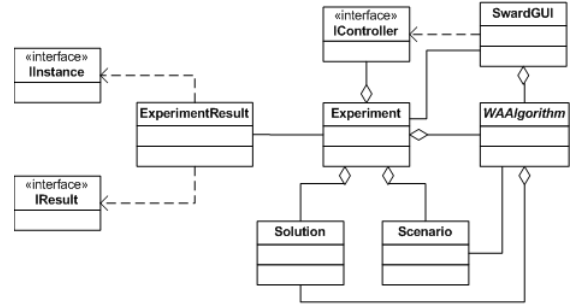 «interface»
IController
SwardGUI
«interface»
IInstance
ExperimentResult
Experiment
WAAlgorithm
«interface»
IResult
Solution
Scenario